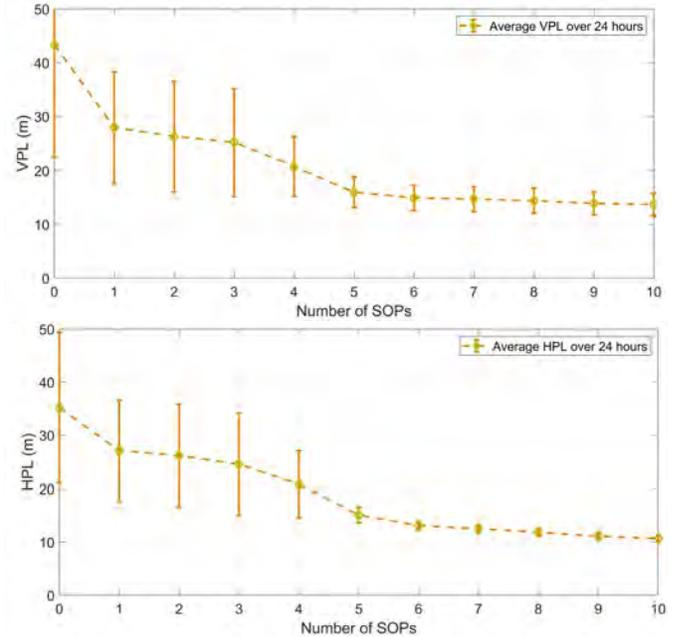 50
Average VPL over 24 hours
40
30
VPL (m)
20
10
0
0 1 2 3 4 5 6 7 8 9 10
Number of SOPs
50
Average HPL over 24 hours
40
30
HPL (m)
20
10
0
0 1 2 3 4 5 6 7 8 9 10
Number of SOPs